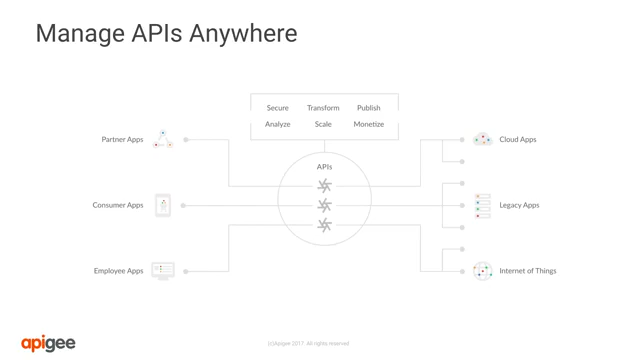 Manage APIs Anywhere
Secure Transform Publish
Analyze Scale Monetize
Partner Apps
Cloud Apps
APIs
Consumer Apps
Legacy Apps
Employee Apps
Internet of Things
apigee
(c)Apigee 2017 All rights reserved